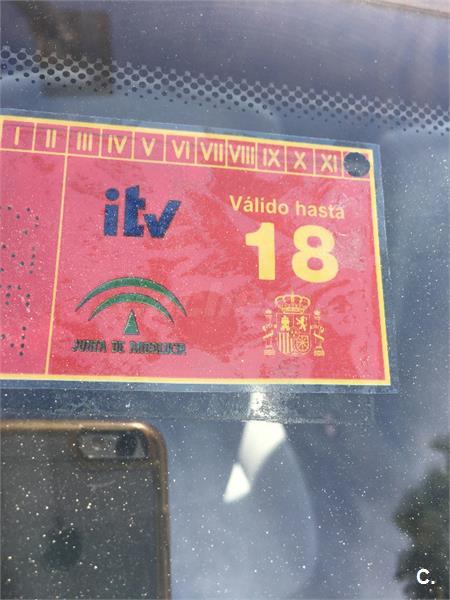 I II III IV V VI VII VIII IX X XI
itv
Válido hasta
18
JUNTA DE ANDALUCIA
C.